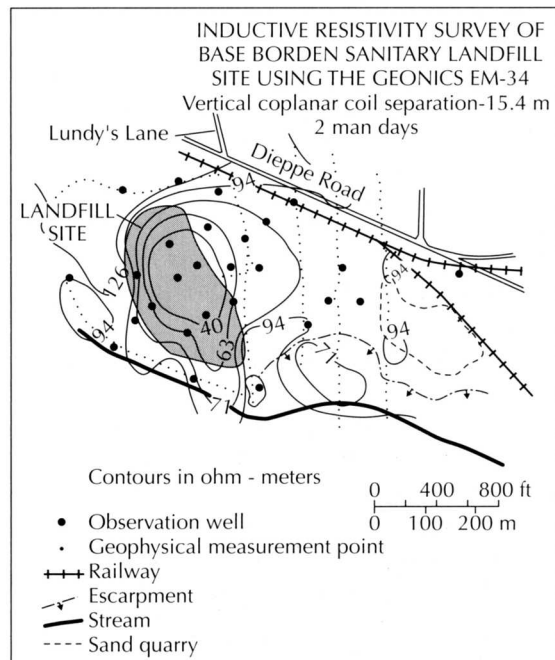 INDUCTIVE RESISTIVITY SURVEY OF
BASE BORDEN SANITARY LANDFILL
SITE USING THE GEONICS EM-34
Vertical coplanar coil separation-15.4 m
2 man days
Lundy's Lane
Dieppe Road
94
LANDFILL
SITE
126
94
40
63
94
71
71
94
94
Contours in ohm - meters
0 400 800 ft
0 100 200 m
Observation well
Geophysical measurement point
Railway
Escarpment
Stream
Sand quarry